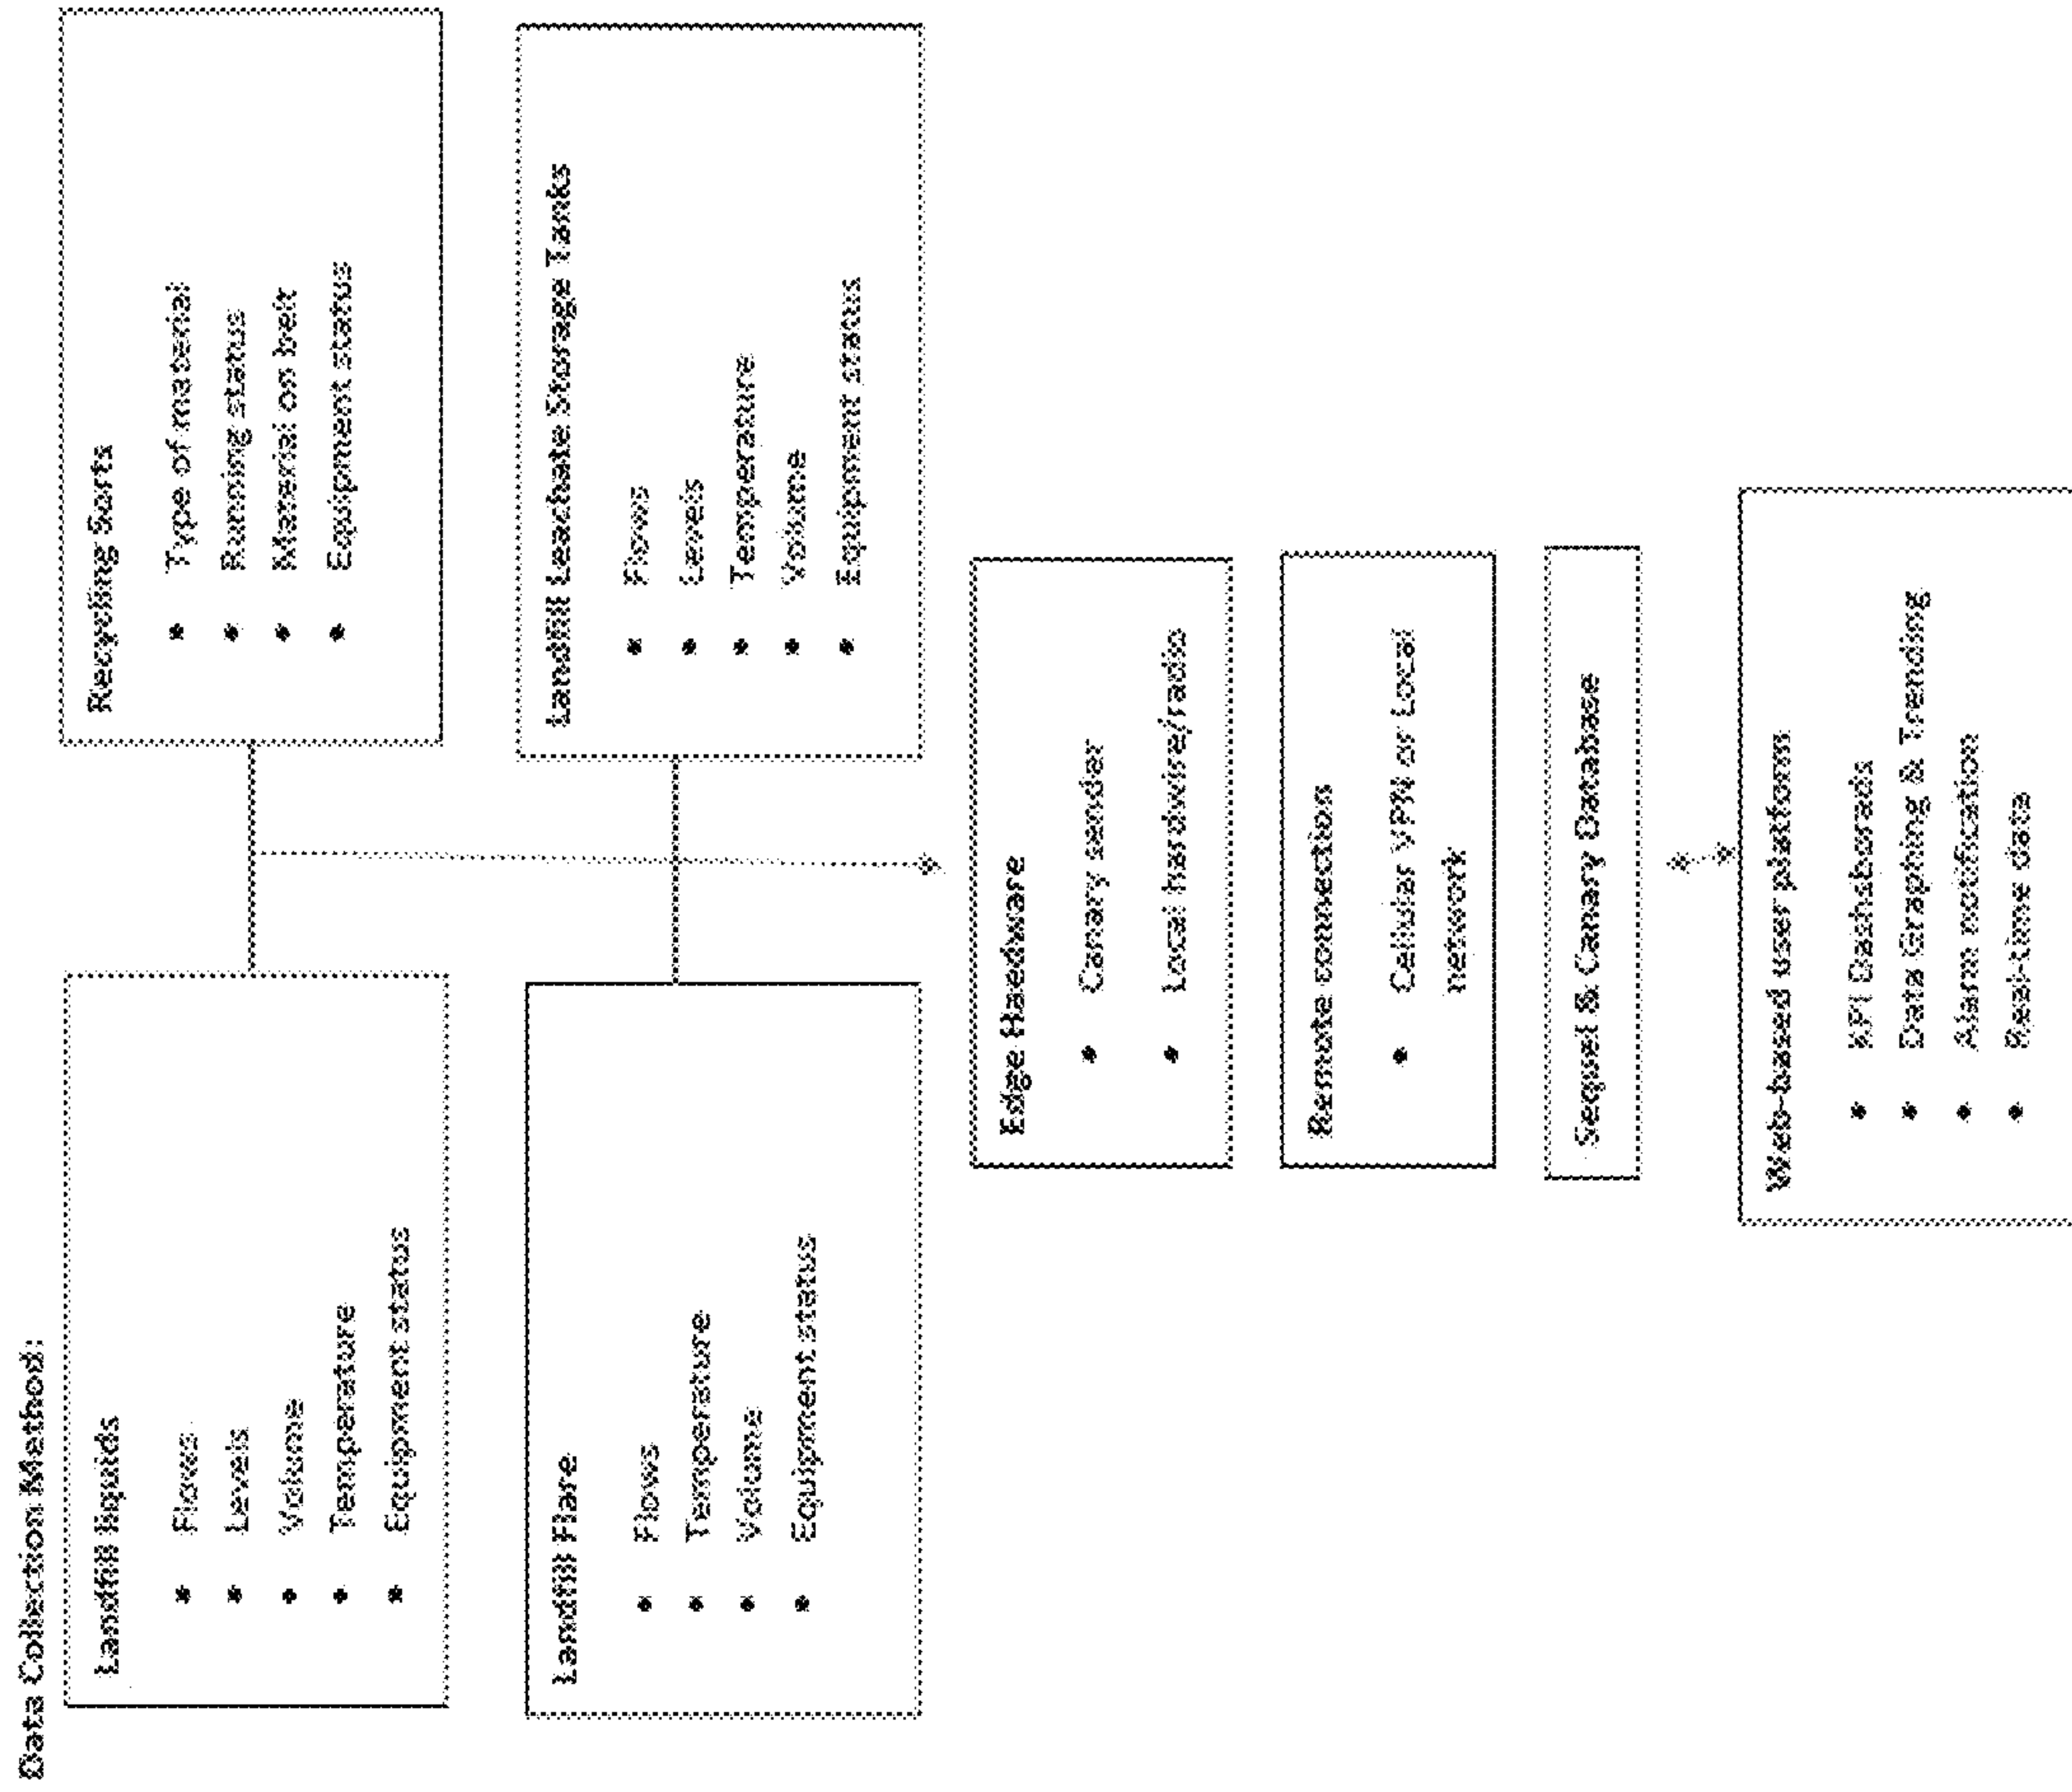 Data Collection Method:
Landfill liquids
Flows
Levels
Volume
Temperature
Equipment status
Recycling Sorts
Type of material
Running status
Material on belt
Equipment status
Landfill Flare
Flows
Temperature
Volume
Equipment status
Landfill Leachate Storage Tanks
Flows
Levels
Temperature
Volume
Equipment status
Edge Haedware
Canary sender
Local hardwire/radio
Remote connection
Cellular VPN or Local
network
Sequel & Canary Database
Web-based user platform
KPI Dashborads
Data Graphing & Trending
Alarm notification
Real-time data